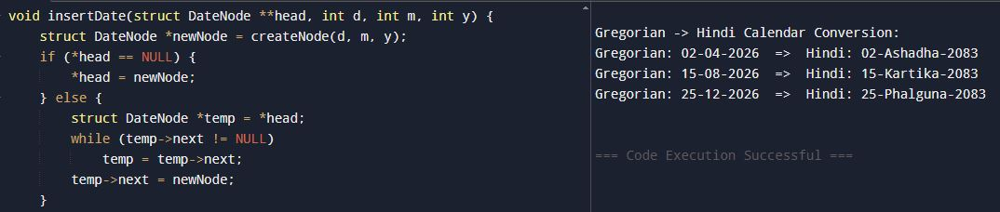 void insertDate(struct DateNode **head, int d, int m, int y) {
    struct DateNode *newNode = createNode(d, m, y);
    if (*head == NULL) {
        *head = newNode;
    } else {
        struct DateNode *temp = *head;
        while (temp->next != NULL)
            temp = temp->next;
        temp->next = newNode;
    }
Gregorian -> Hindi Calendar Conversion:
Gregorian: 02-04-2026  =>  Hindi: 02-Ashadha-2083
Gregorian: 15-08-2026  =>  Hindi: 15-Kartika-2083
Gregorian: 25-12-2026  =>  Hindi: 25-Phalguna-2083
=== Code Execution Successful ===